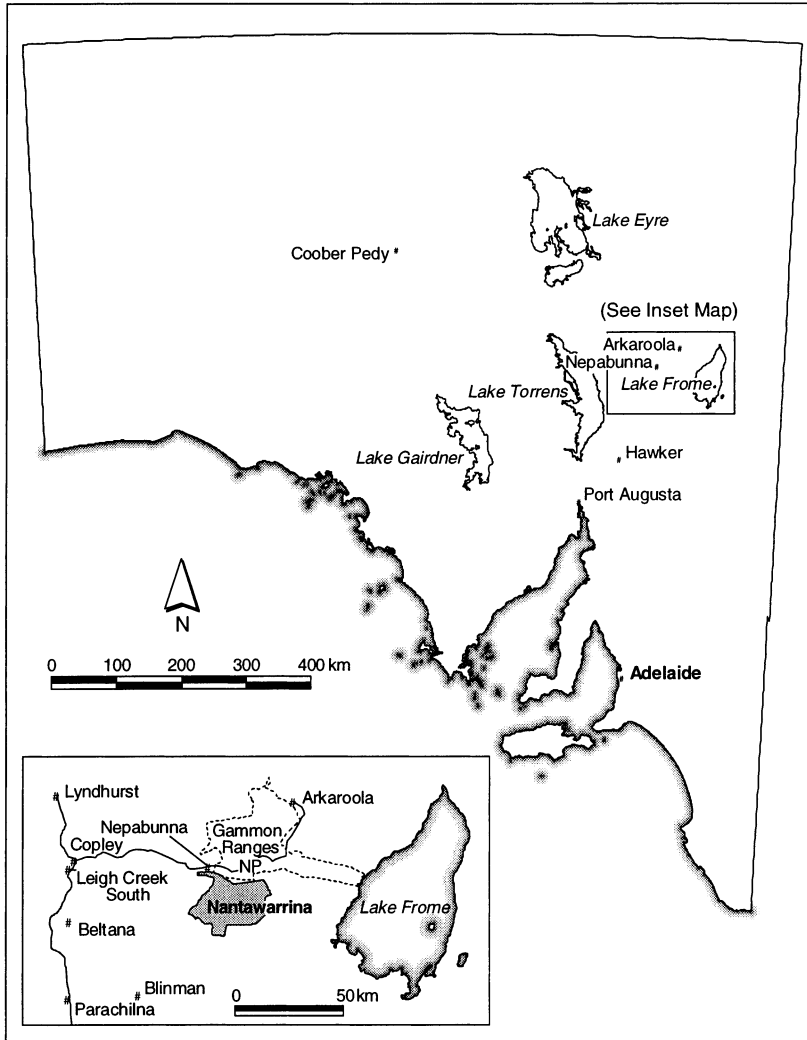 Lake Eyre
Coober Pedy
(See Inset Map)
Arkaroola
Nepabunna
Lake Frome
Lake Torrens
Lake Gairdner
Hawker
Port Augusta
N
0 100 200 300 400 km
Adelaide
Lyndhurst
Arkaroola
Nepabunna
Gammon
Ranges
NP
Copley
Leigh Creek
South
Nantawarrina
Lake Frome
Beltana
Blinman
0 50 km
Parachilna